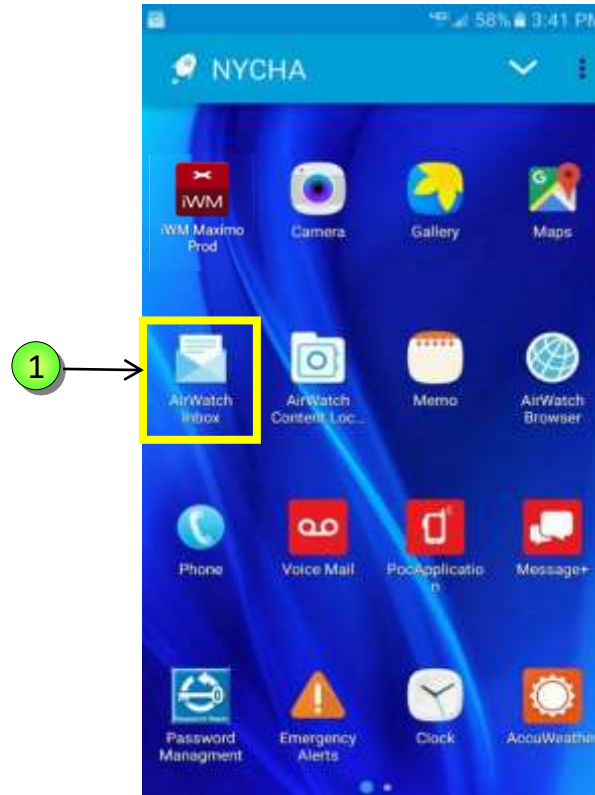 58% 3:41 PM
NYCHA
G
iWM
iWM Maximo
Prod
Camera
Gallery
Maps
1
AirWatch
Inbox
AirWatch
Content Loc...
Memo
AirWatch
Browser
Phone
Voice Mail
PocApplicatio
n
Message+
Password
Managment
Emergency
Alerts
Clock
AccuWeather